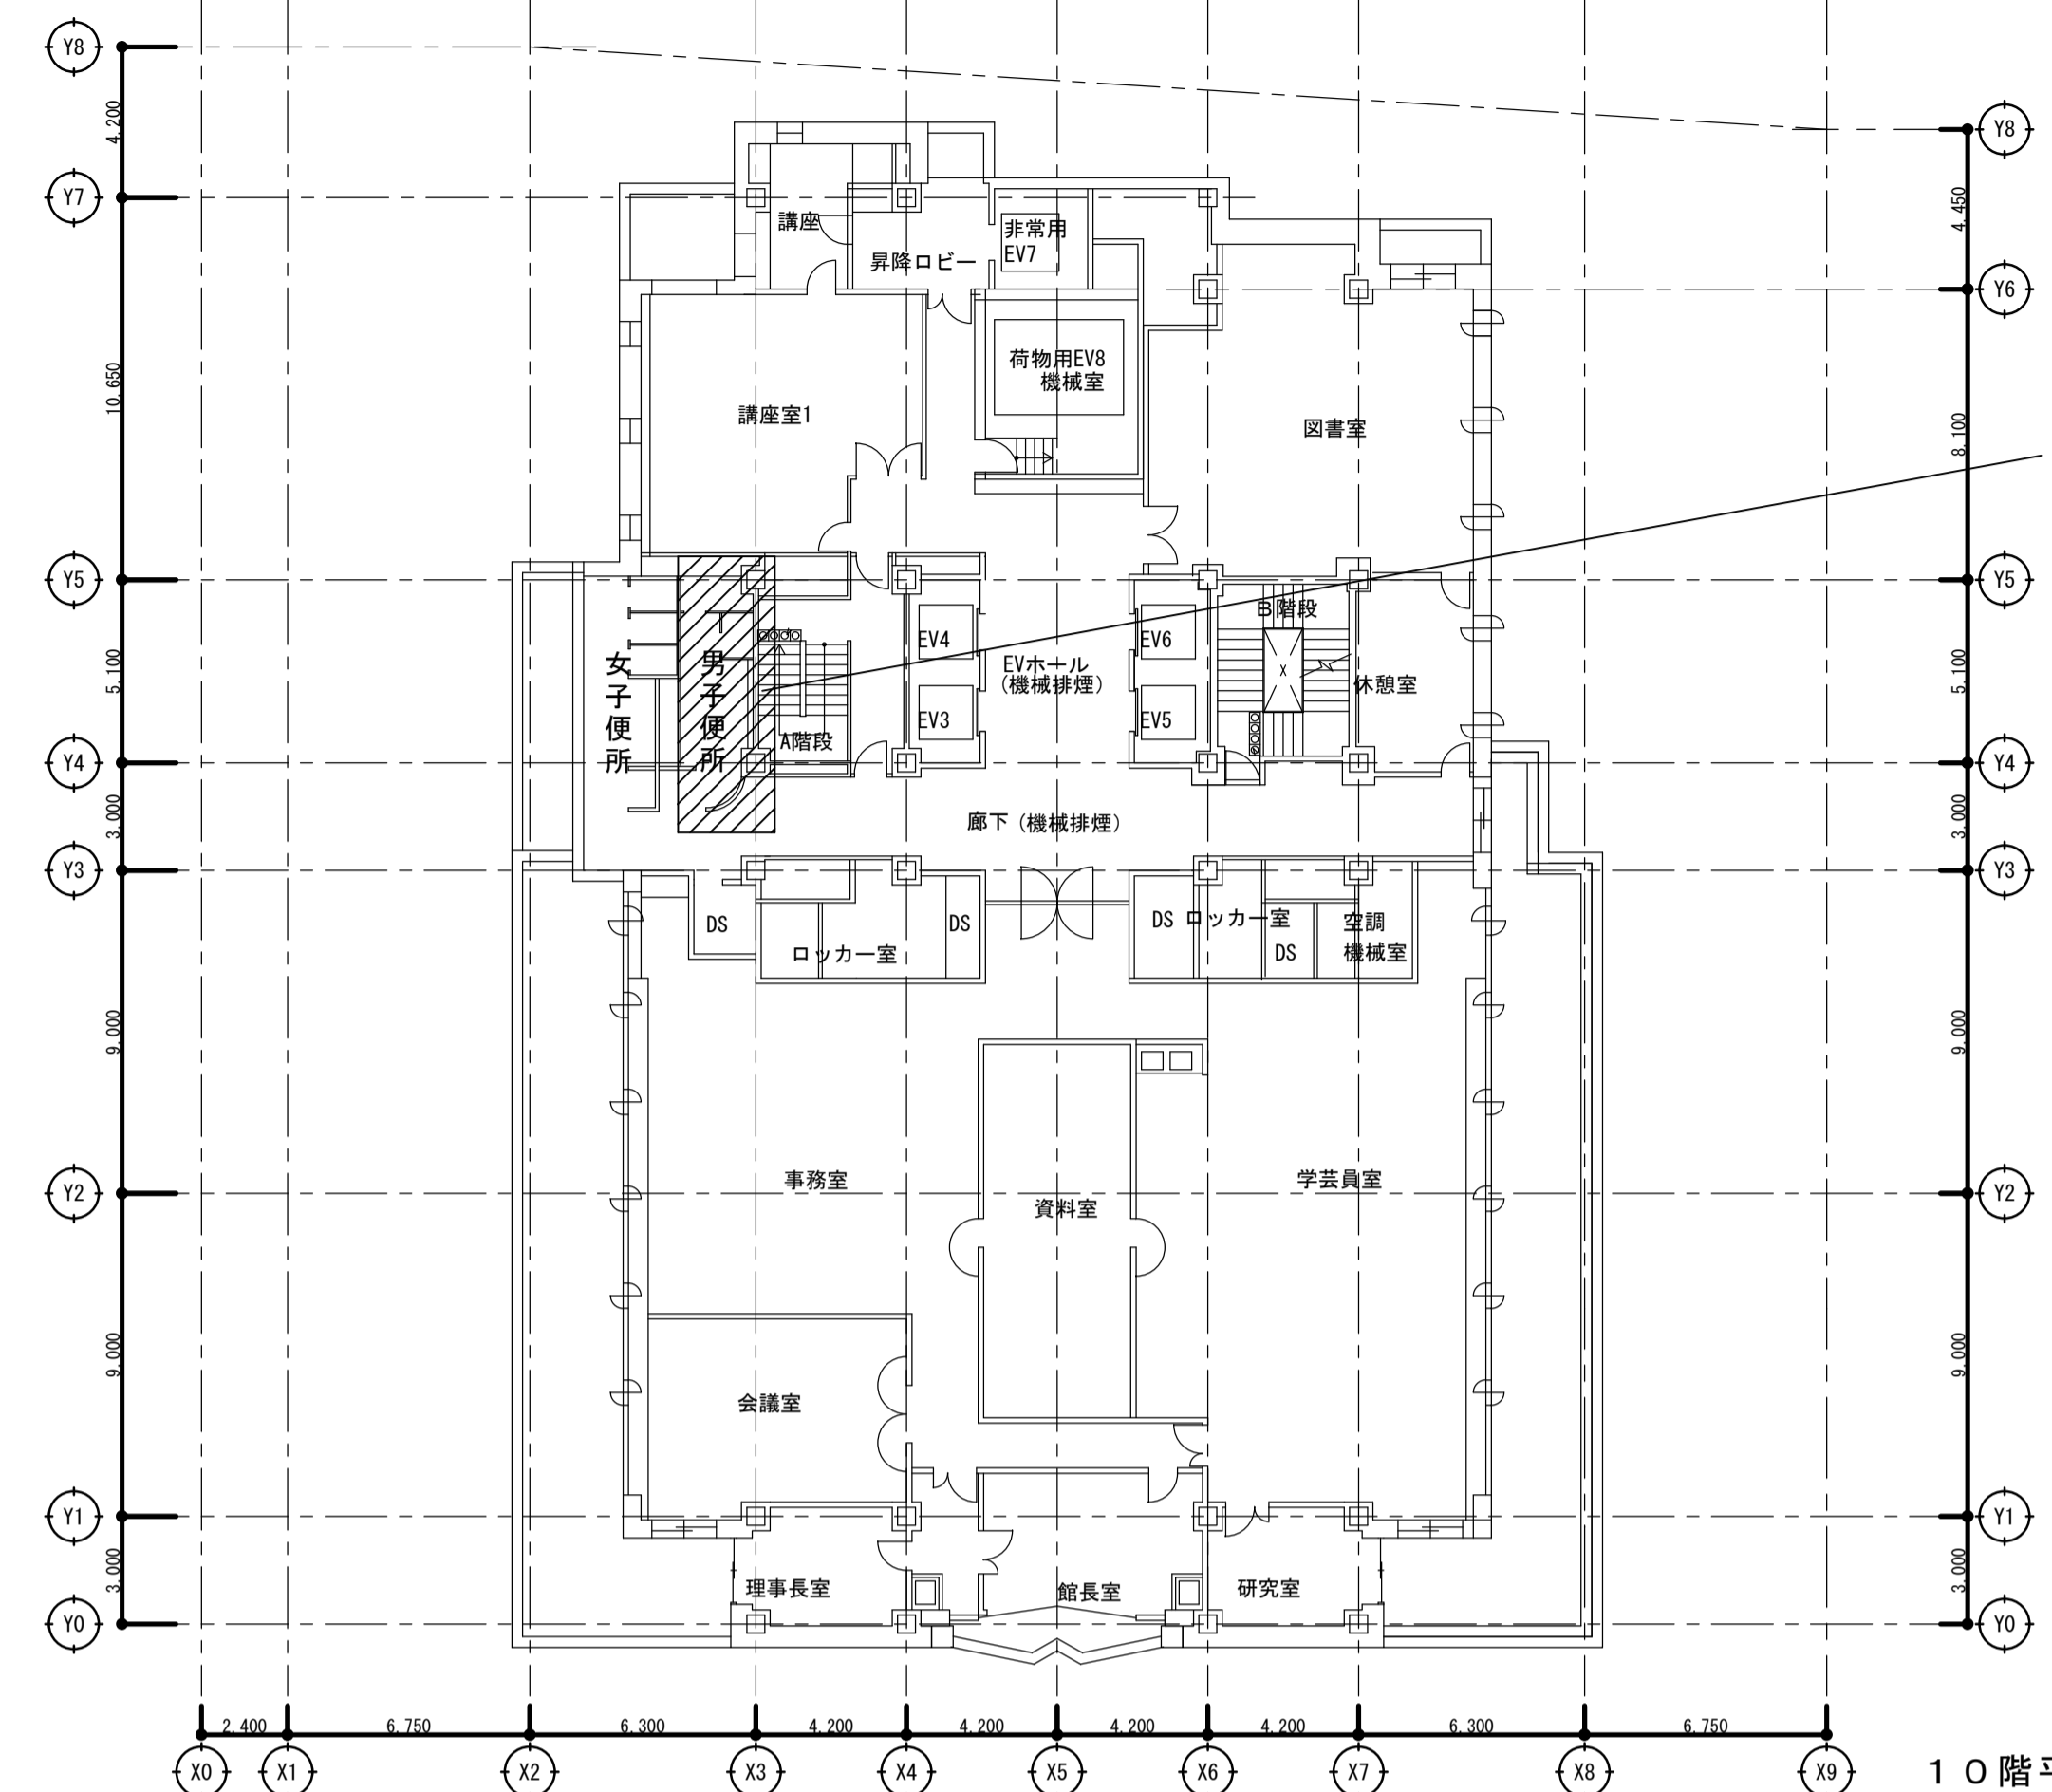 Y8
Y8
4.200
Y7
4.450
講座
非常用
EV7
昇降ロビー
Y6
10.650
荷物用EV8
機械室
講座室1
図書室
8.100
Y5
Y5
B階段
EV4
EV6
女子便所
男子便所
EVホール
(機械排煙)
休憩室
5.100
5.100
EV3
EV5
A階段
Y4
Y4
3.000
廊下(機械排煙)
3.000
Y3
Y3
DS
DS
DS
ロッカー室
空調
機械室
ロッカー室
DS
9.000
9.000
事務室
学芸員室
Y2
Y2
資料室
9.000
9.000
会議室
Y1
Y1
3.000
3.000
理事長室
館長室
研究室
Y0
Y0
2.400
6.750
6.300
4.200
4.200
4.200
4.200
6.300
6.750
X0
X1
X2
X3
X4
X5
X6
X7
X8
X9
10階